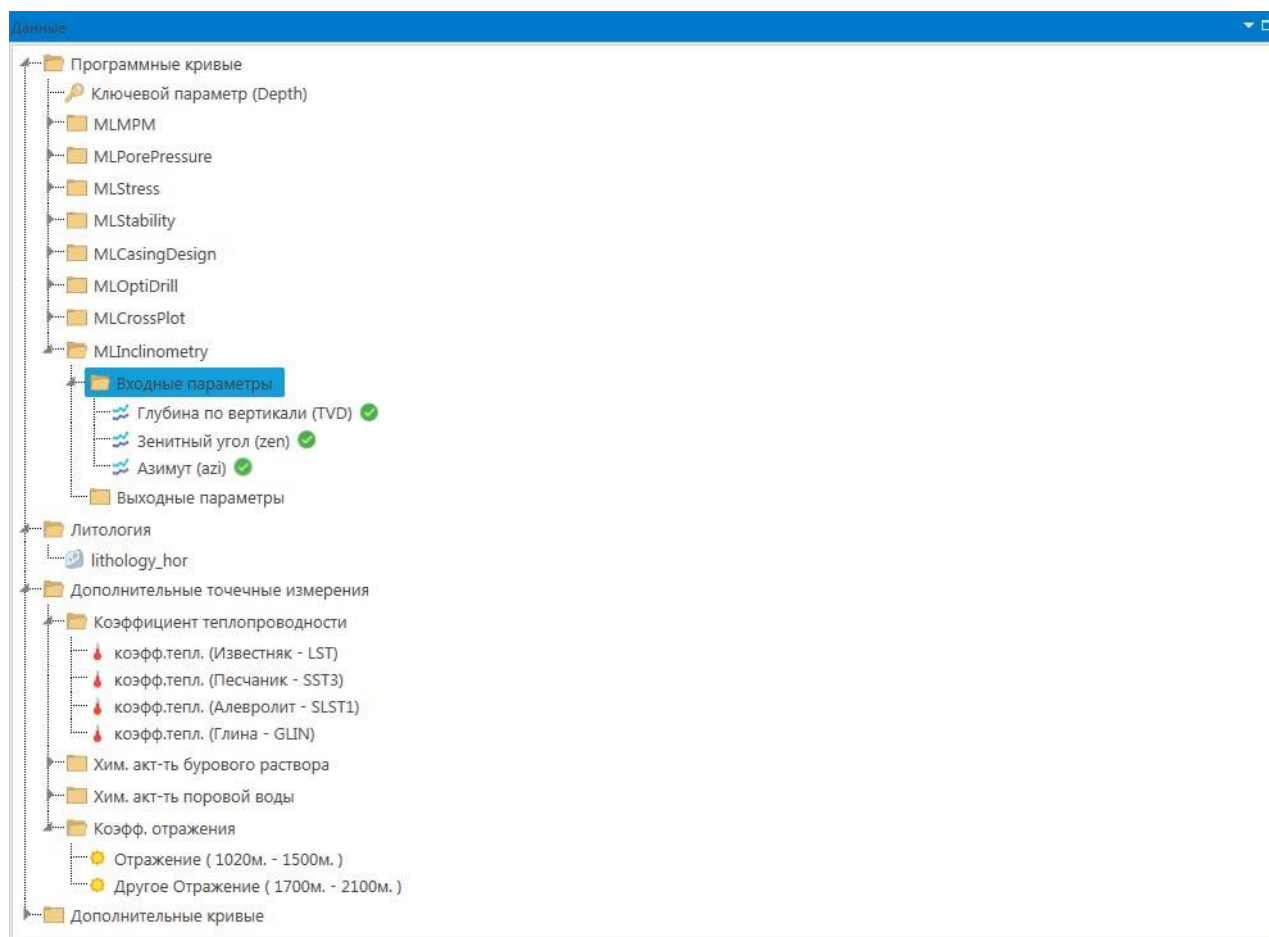 Данные
Программные кривые
Ключевой параметр (Depth)
MLMPM
MLPorePressure
MLStress
MLStability
MLCasingDesign
MLOptiDrill
MLCrossPlot
MLInclinometry
Входные параметры
Глубина по вертикали (TVD)
Зенитный угол (zen)
Азимут (azi)
Выходные параметры
Литология
lithology_hor
Дополнительные точечные измерения
Коэффициент теплопроводности
коэфф.тепл. (Известняк - LST)
коэфф.тепл. (Песчаник - SST3)
коэфф.тепл. (Алевролит - SLST1)
коэфф.тепл. (Глина - GLIN)
Хим. акт-ть бурового раствора
Хим. акт-ть поровой воды
Коэфф. отражения
Отражение ( 1020м. - 1500м. )
Другое Отражение ( 1700м. - 2100м. )
Дополнительные кривые